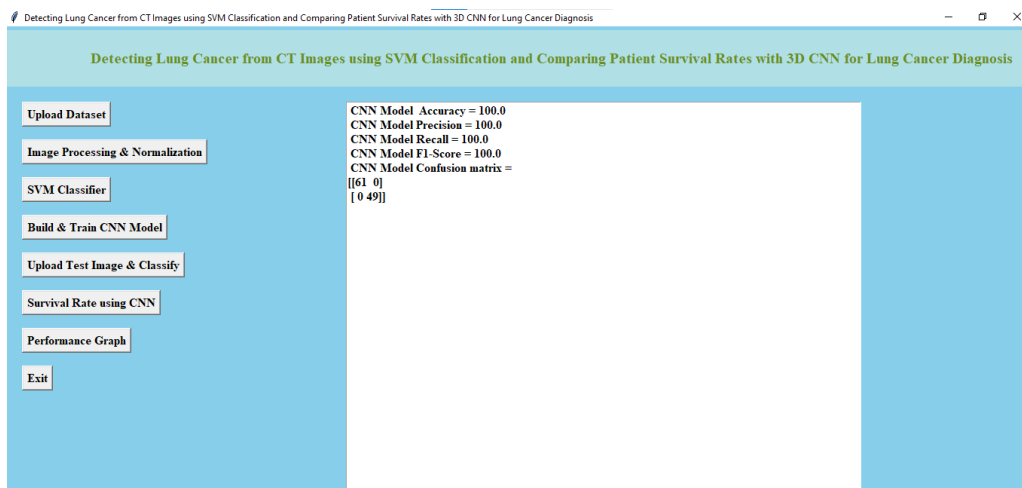 Detecting Lung Cancer from CT Images using SVM Classification and Comparing Patient Survival Rates with 3D CNN for Lung Cancer Diagnosis
Detecting Lung Cancer from CT Images using SVM Classification and Comparing Patient Survival Rates with 3D CNN for Lung Cancer Diagnosis
Upload Dataset
Image Processing & Normalization
SVM Classifier
Build & Train CNN Model
Upload Test Image & Classify
Survival Rate using CNN
Performance Graph
Exit
CNN Model  Accuracy = 100.0
CNN Model Precision = 100.0
CNN Model Recall = 100.0
CNN Model F1-Score = 100.0
CNN Model Confusion matrix =
[[61  0]
[ 0 49]]